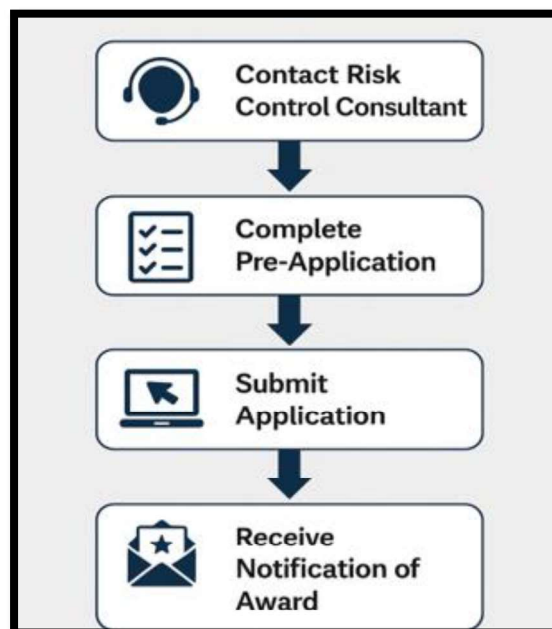 Contact Risk
Control Consultant
Complete
Pre-Application
Submit
Application
Receive
Notification of
Award